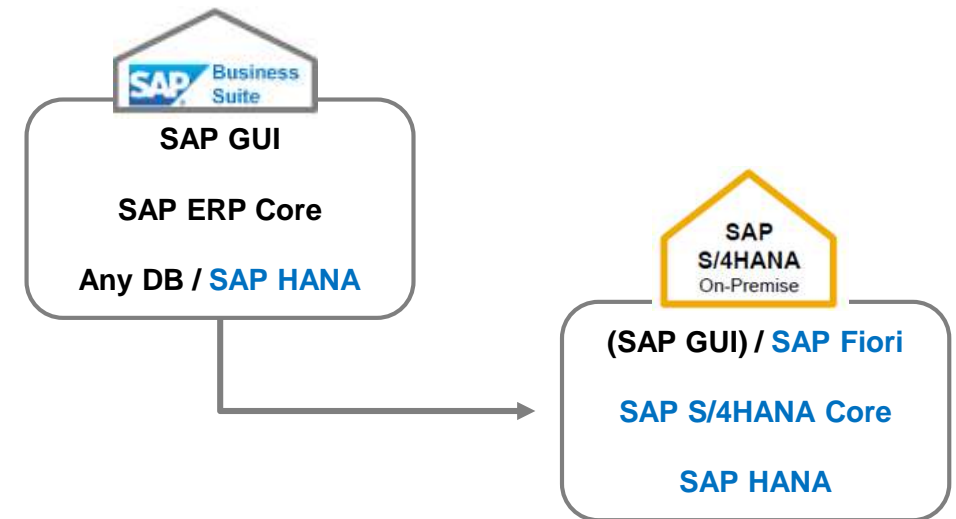 SAP Business
Suite
SAP GUI
SAP ERP Core
Any DB / SAP HANA
SAP
S/4HANA
On-Premise
(SAP GUI) / SAP Fiori
SAP S/4HANA Core
SAP HANA